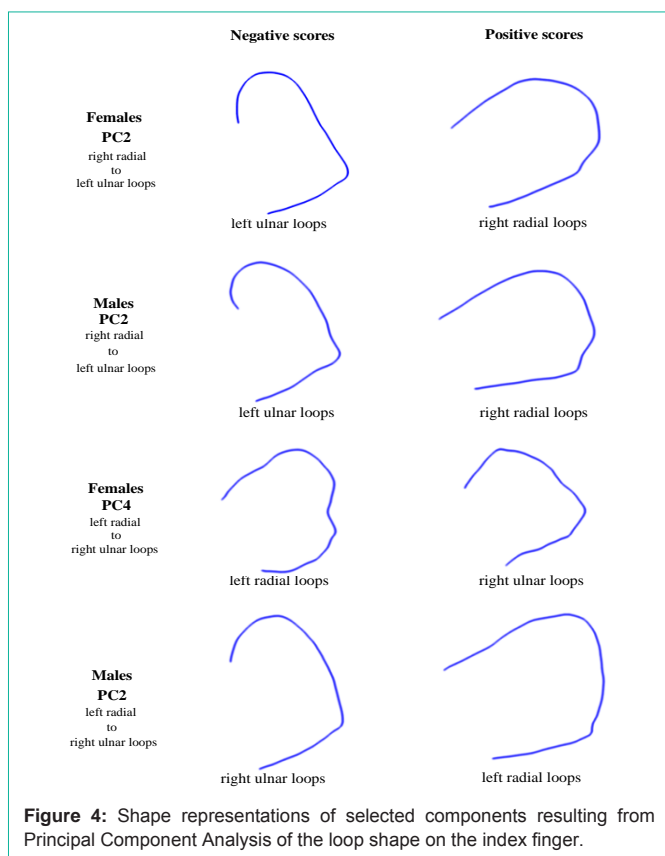 Negative scores
Positive scores
Females
PC2
right radial
to
left ulnar loops
left ulnar loops
right radial loops
Males
PC2
right radial
to
left ulnar loops
left ulnar loops
right radial loops
Females
PC4
left radial
to
right ulnar loops
left radial loops
right ulnar loops
Males
PC2
left radial
to
right ulnar loops
right ulnar loops
left radial loops
Figure 4: Shape representations of selected components resulting from
Principal Component Analysis of the loop shape on the index finger.